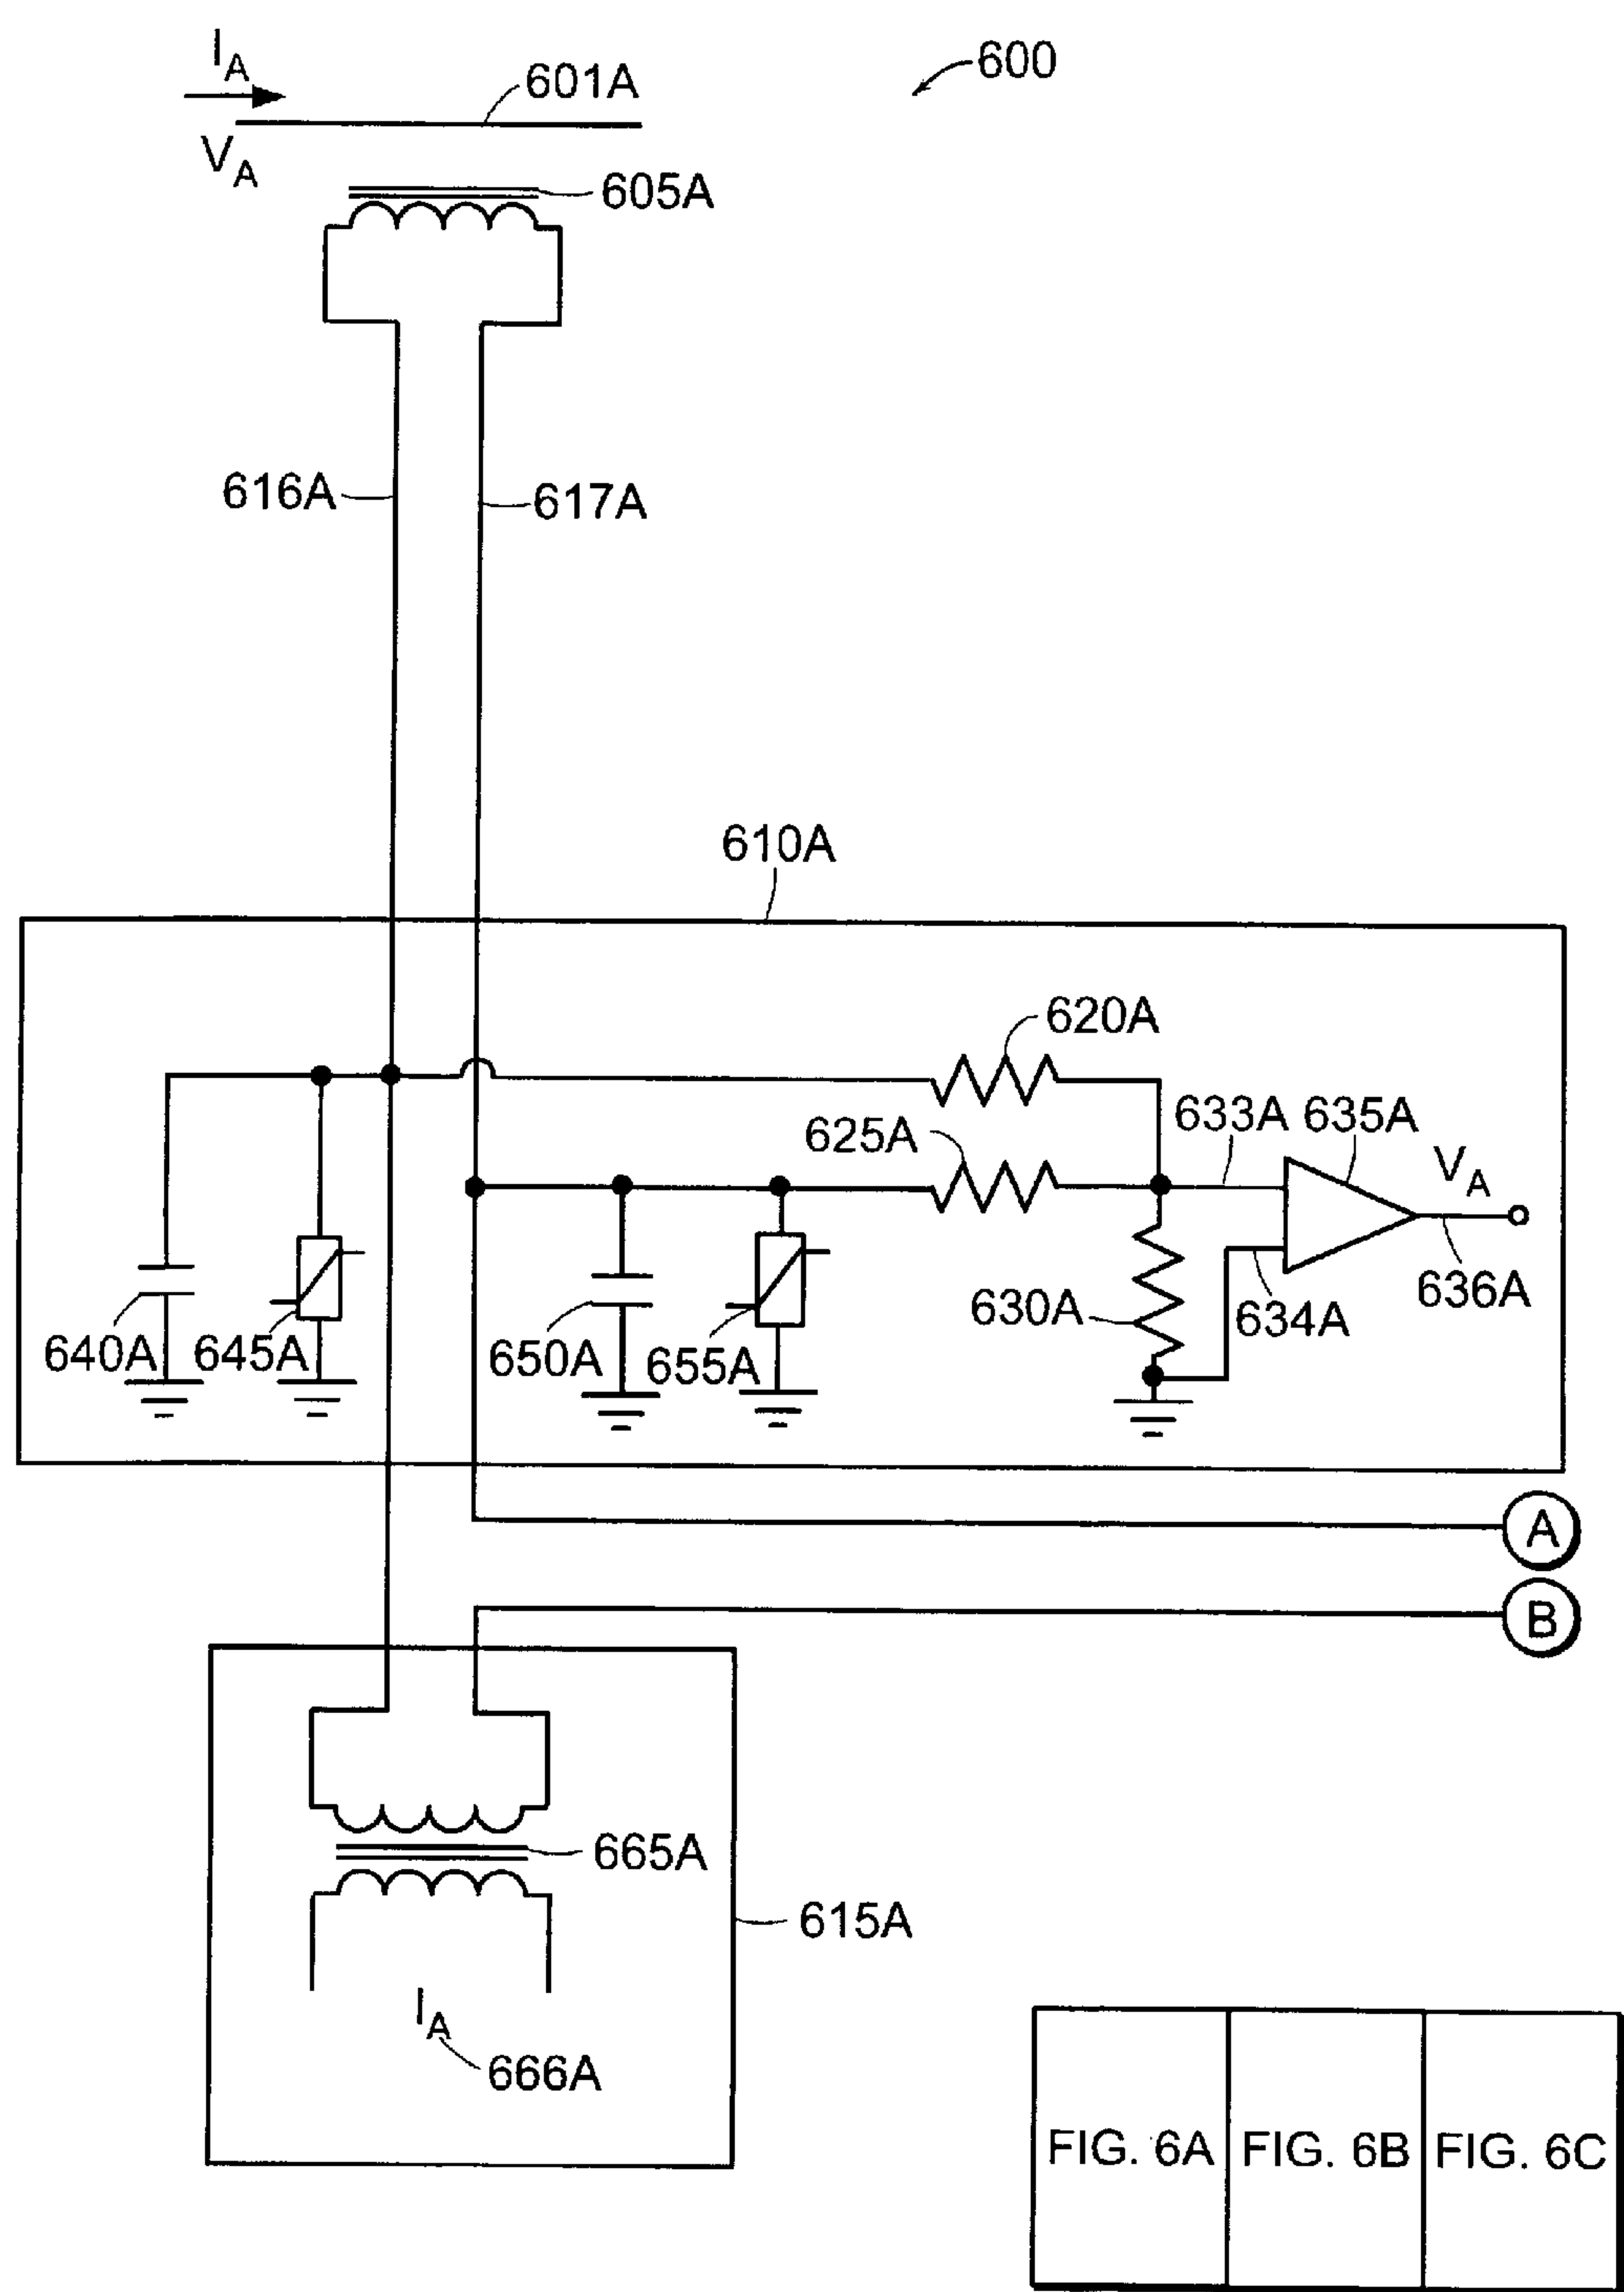 I_A
600
601A
V_A
605A
616A
617A
610A
620A
625A
633A
635A
V_A
636A
634A
630A
640A
645A
650A
655A
A
B
665A
615A
I_A
666A
FIG. 6A
FIG. 6B
FIG. 6C